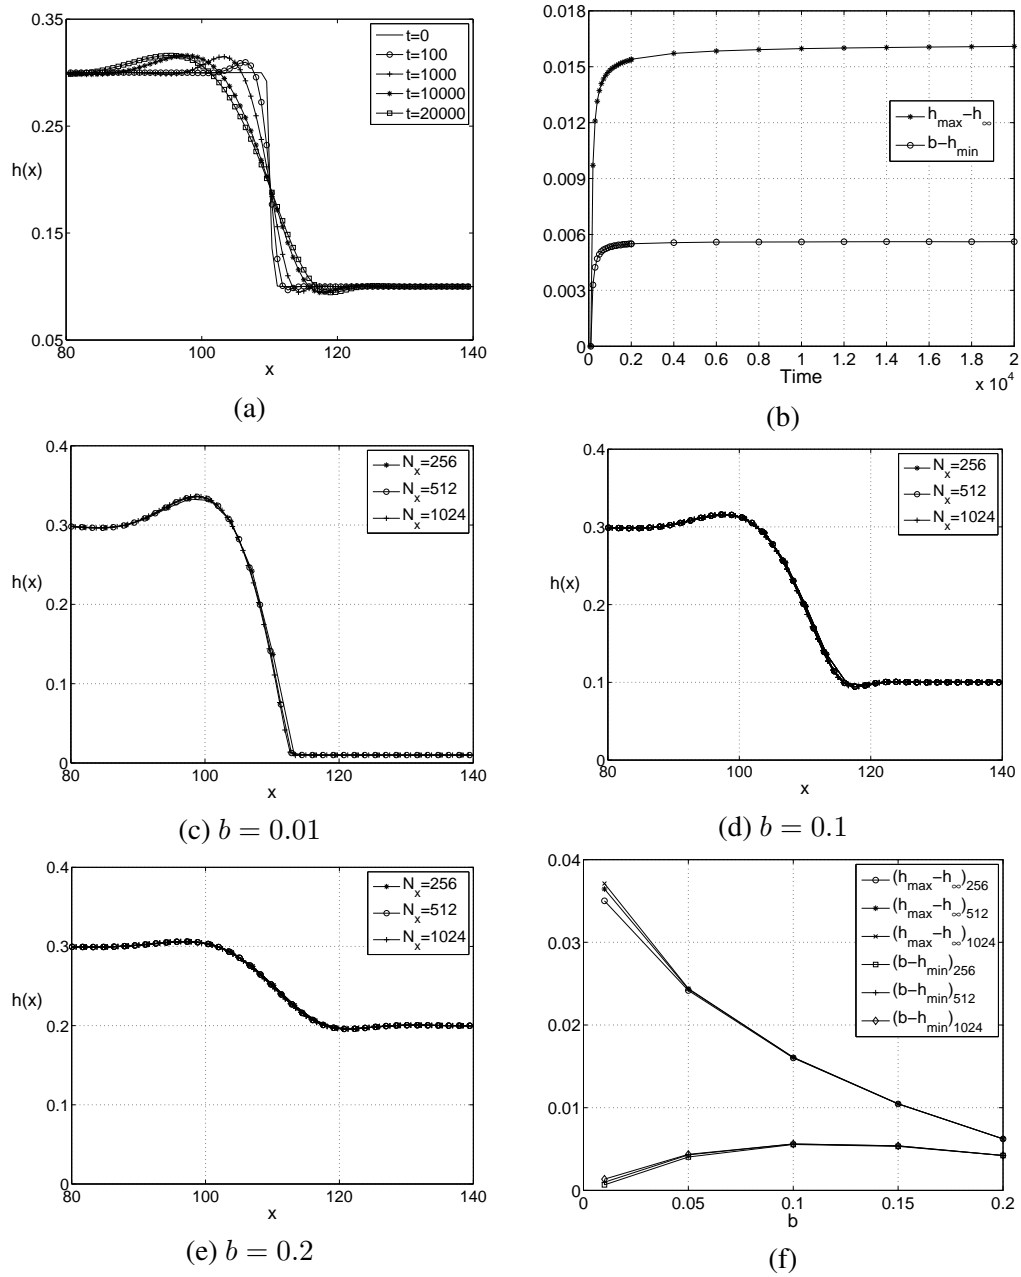 0.35
0.25
0.15
0.05
h(x)
80
100
120
140
x
t=0
t=100
t=1000
t=10000
t=20000
(a)
0.018
0.015
0.012
0.009
0.006
0.003
0
0
0.2
0.4
0.6
0.8
1.0
1.2
1.4
1.6
1.8
2
Time
x 10^4
h_max−h_∞
b−h_min
(b)
0.4
0.3
0.2
0.1
0
h(x)
80
100
120
140
x
N_x=256
N_x=512
N_x=1024
(c) b = 0.01
0.4
0.3
0.2
0.1
0
h(x)
80
100
120
140
x
N_x=256
N_x=512
N_x=1024
(d) b = 0.1
0.4
0.3
0.2
0.1
0
h(x)
80
100
120
140
x
N_x=256
N_x=512
N_x=1024
(e) b = 0.2
0.04
0.03
0.02
0.01
0
0
0.05
0.1
0.15
0.2
b
(h_max−h_∞)_256
(h_max−h_∞)_512
(h_max−h_∞)_1024
(b−h_min)_256
(b−h_min)_512
(b−h_min)_1024
(f)